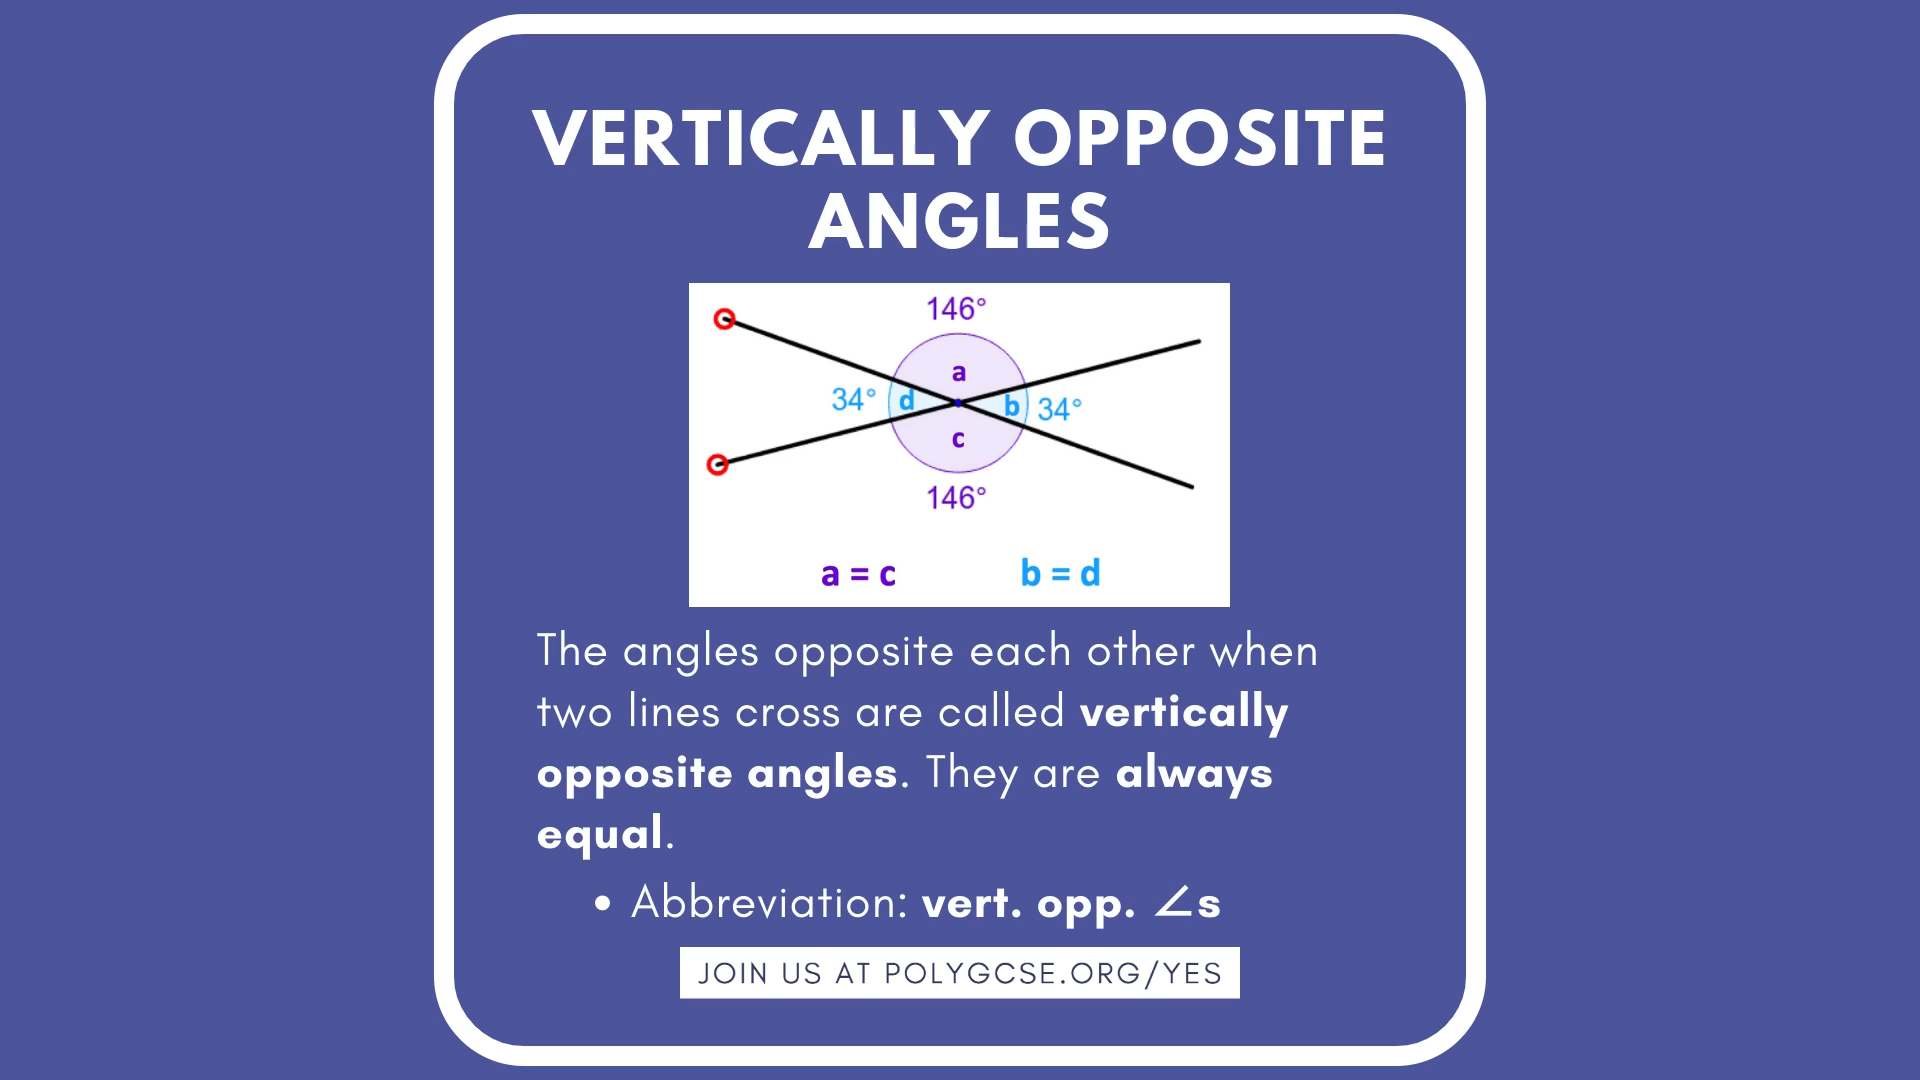 VERTICALLY OPPOSITE
ANGLES
146°
a
34° d b 34°
c
146°
a = c b = d
The angles opposite each other when
two lines cross are called vertically
opposite angles. They are always
equal.
• Abbreviation: vert. opp. ∠s
JOIN US AT POLYGCSE.ORG/YES